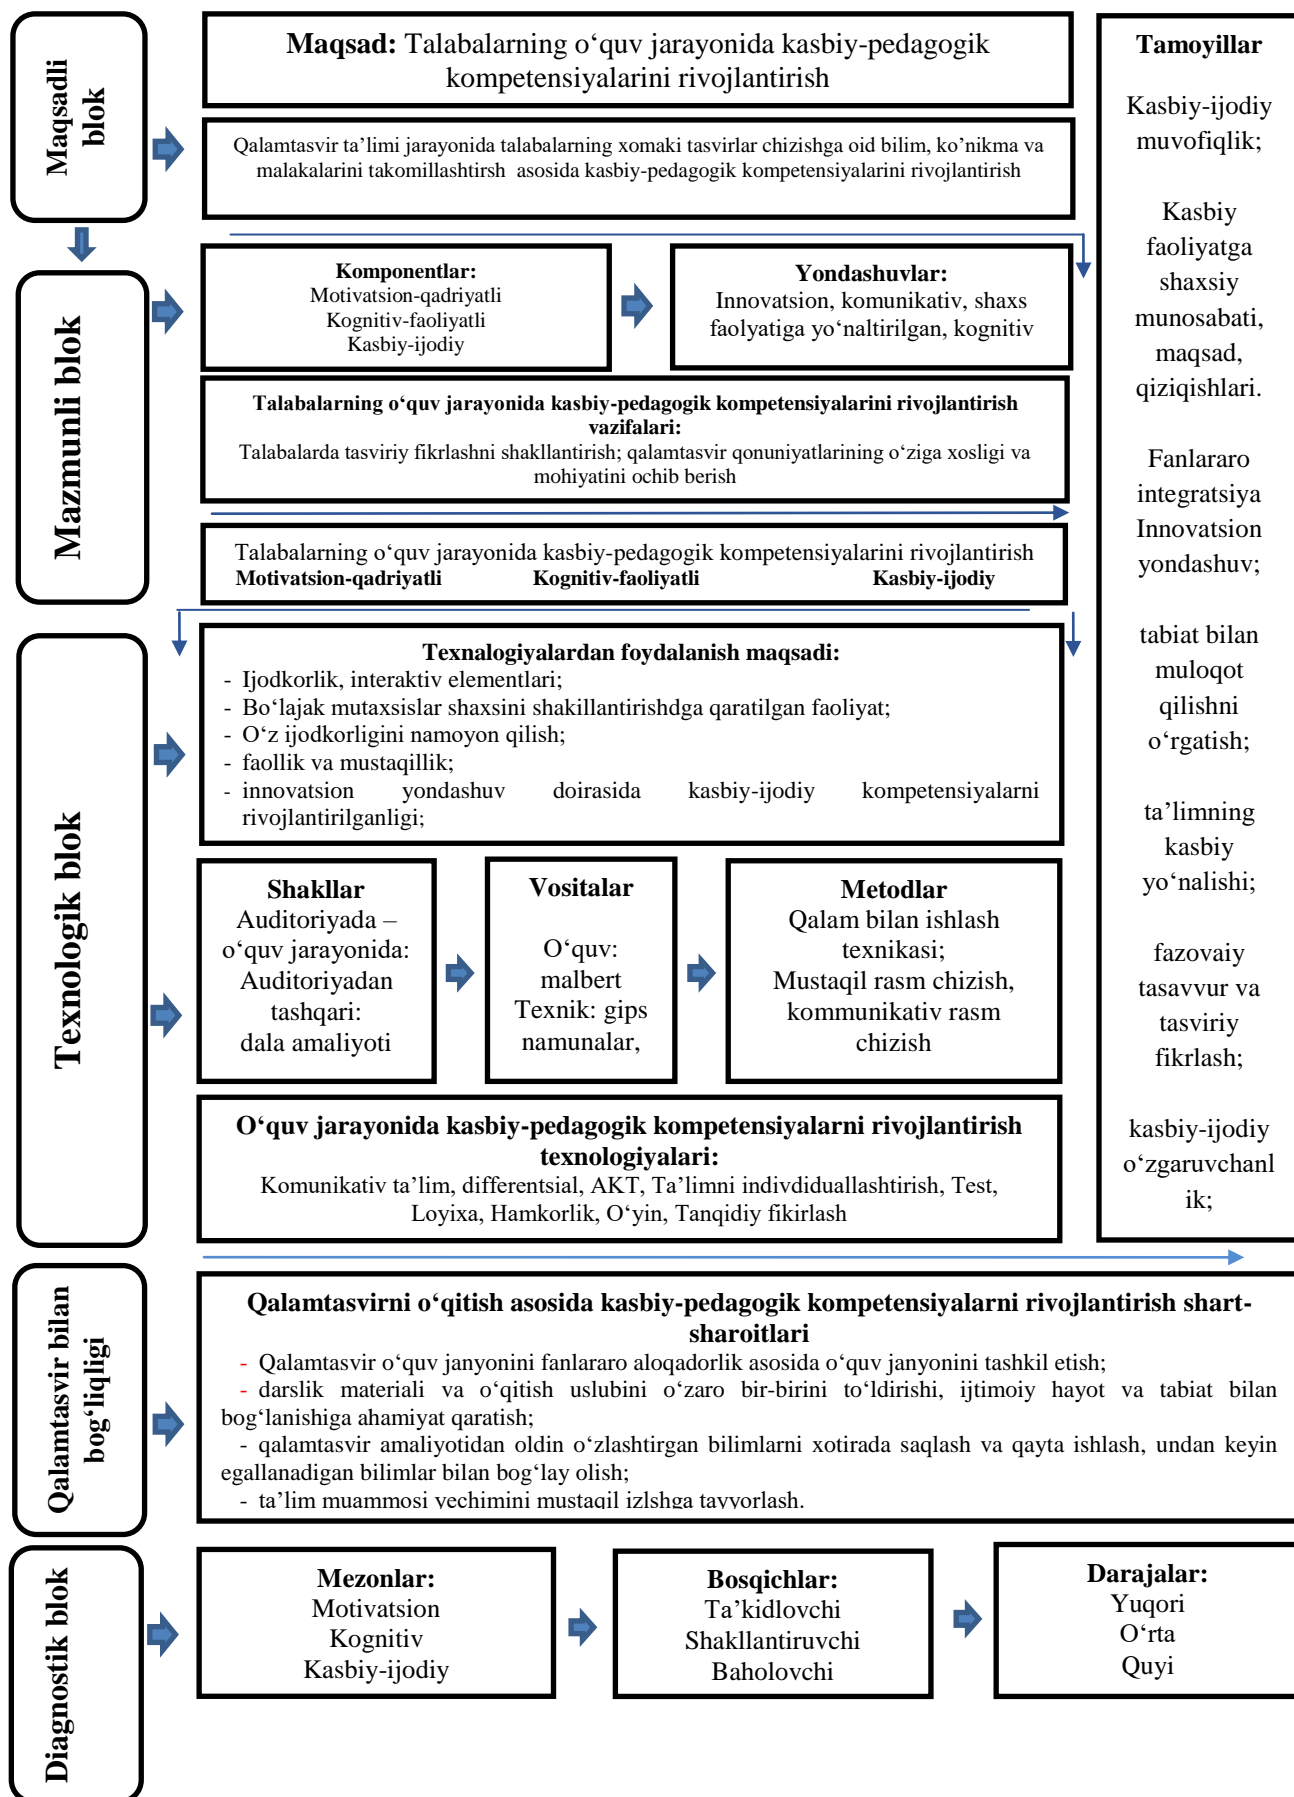 Maqsadli
blok
Maqsad: Talabalarning o‘quv jarayonida kasbiy-pedagogik
kompetensiyalarini rivojlantirish
Qalamtasvir ta’limi jarayonida talabalarning xomaki tasvirlar chizishga oid bilim, ko’nikma va
malakalarini takomillashtirsh asosida kasbiy-pedagogik kompetensiyalarini rivojlantirish
Mazmunli blok
Komponentlar:
Motivatsion-qadriyatli
Kognitiv-faoliyatli
Kasbiy-ijodiy
Yondashuvlar:
Innovatsion, komunikativ, shaxs
faolyatiga yo‘naltirilgan, kognitiv
Talabalarning o‘quv jarayonida kasbiy-pedagogik kompetensiyalarini rivojlantirish
vazifalari:
Talabalarda tasviriy fikrlashni shakllantirish; qalamtasvir qonuniyatlarining o‘ziga xosligi va
mohiyatini ochib berish
Talabalarning o‘quv jarayonida kasbiy-pedagogik kompetensiyalarini rivojlantirish
Motivatsion-qadriyatli Kognitiv-faoliyatli Kasbiy-ijodiy
Texnologik blok
Texnalogiyalardan foydalanish maqsadi:
- Ijodkorlik, interaktiv elementlari;
- Bo‘lajak mutaxsislar shaxsini shakillantirishdga qaratilgan faoliyat;
- O‘z ijodkorligini namoyon qilish;
- faollik va mustaqillik;
- innovatsion yondashuv doirasida kasbiy-ijodiy kompetensiyalarni
rivojlantirilganligi;
Shakllar
Auditoriyada –
o‘quv jarayonida:
Auditoriyadan
tashqari:
dala amaliyoti
Vositalar
O‘quv:
malbert
Texnik: gips
namunalar,
Metodlar
Qalam bilan ishlash
texnikasi;
Mustaqil rasm chizish,
kommunikativ rasm
chizish
O‘quv jarayonida kasbiy-pedagogik kompetensiyalarni rivojlantirish
texnologiyalari:
Komunikativ ta’lim, differentsial, AKT, Ta’limni indivdiduallashtirish, Test,
Loyixa, Hamkorlik, O‘yin, Tanqidiy fikirlash
Tamoyillar
Kasbiy-ijodiy
muvofiqlik;
Kasbiy
faoliyatga
shaxsiy
munosabati,
maqsad,
qiziqishlari.
Fanlararo
integratsiya
Innovatsion
yondashuv;
tabiat bilan
muloqot
qilishni
o‘rgatish;
ta’limning
kasbiy
yo‘nalishi;
fazovaiy
tasavvur va
tasviriy
fikrlash;
kasbiy-ijodiy
o‘zgaruvchanl
ik;
Qalamtasvir bilan
bog‘liqligi
Qalamtasvirni o‘qitish asosida kasbiy-pedagogik kompetensiyalarni rivojlantirish shart-
sharoitlari
- Qalamtasvir o‘quv janyonini fanlararo aloqadorlik asosida o‘quv janyonini tashkil etish;
- darslik materiali va o‘qitish uslubini o‘zaro bir-birini to‘ldirishi, ijtimoiy hayot va tabiat bilan
bog‘lanishiga ahamiyat qaratish;
- qalamtasvir amaliyotidan oldin o‘zlashtirgan bilimlarni xotirada saqlash va qayta ishlash, undan keyin
egallanadigan bilimlar bilan bog‘lay olish;
- ta’lim muammosi yechimini mustaqil izlshga tayyorlash.
Diagnostik blok
Mezonlar:
Motivatsion
Kognitiv
Kasbiy-ijodiy
Bosqichlar:
Ta’kidlovchi
Shakllantiruvchi
Baholovchi
Darajalar:
Yuqori
O‘rta
Quyi